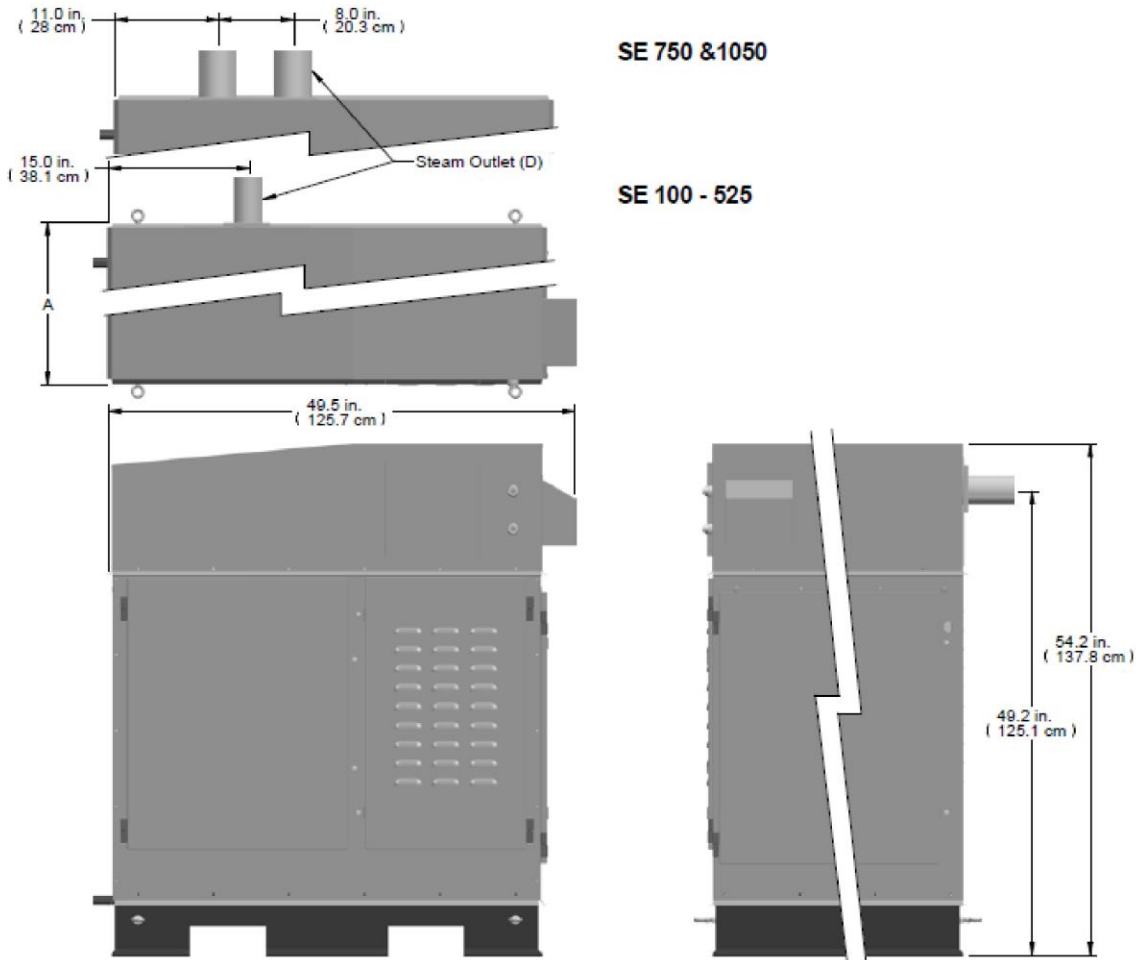 11.0 in.
( 28 cm )
8.0 in.
( 20.3 cm )
SE 750 &1050
15.0 in.
( 38.1 cm )
Steam Outlet (D)
SE 100 - 525
A
49.5 in.
( 125.7 cm )
54.2 in.
( 137.8 cm )
49.2 in.
( 125.1 cm )